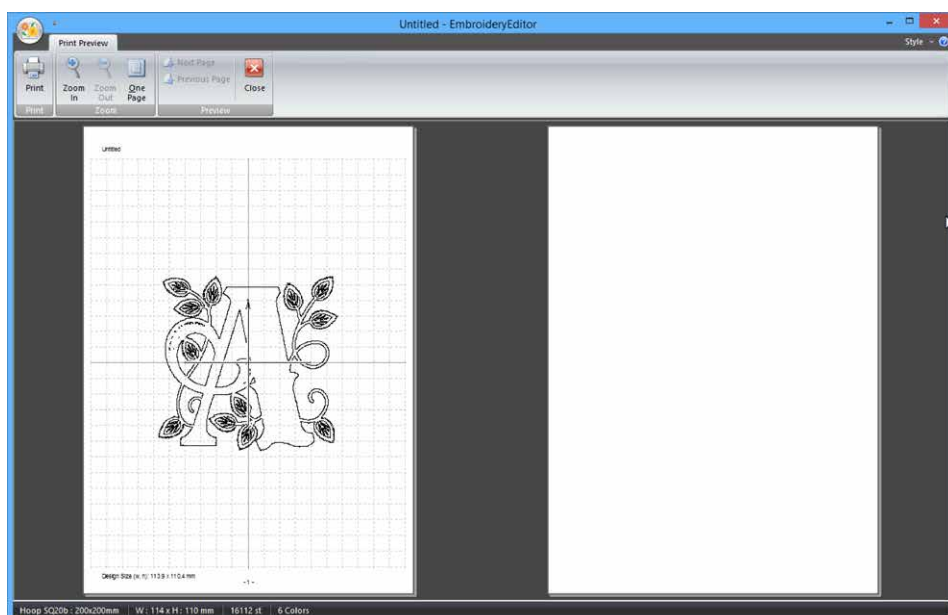 Untitled - EmbroideryEditor
Print Preview
Style
Print
Zoom In
Zoom Out
One Page
Next Page
Previous Page
Close
Print
Zoom
Preview
Untitled
Design Size (w, h): 113.9 x 110.4 mm
- 1 -
Hoop SQ20b : 200x200mm
W : 114 x H : 110 mm
16112 st
6 Colors